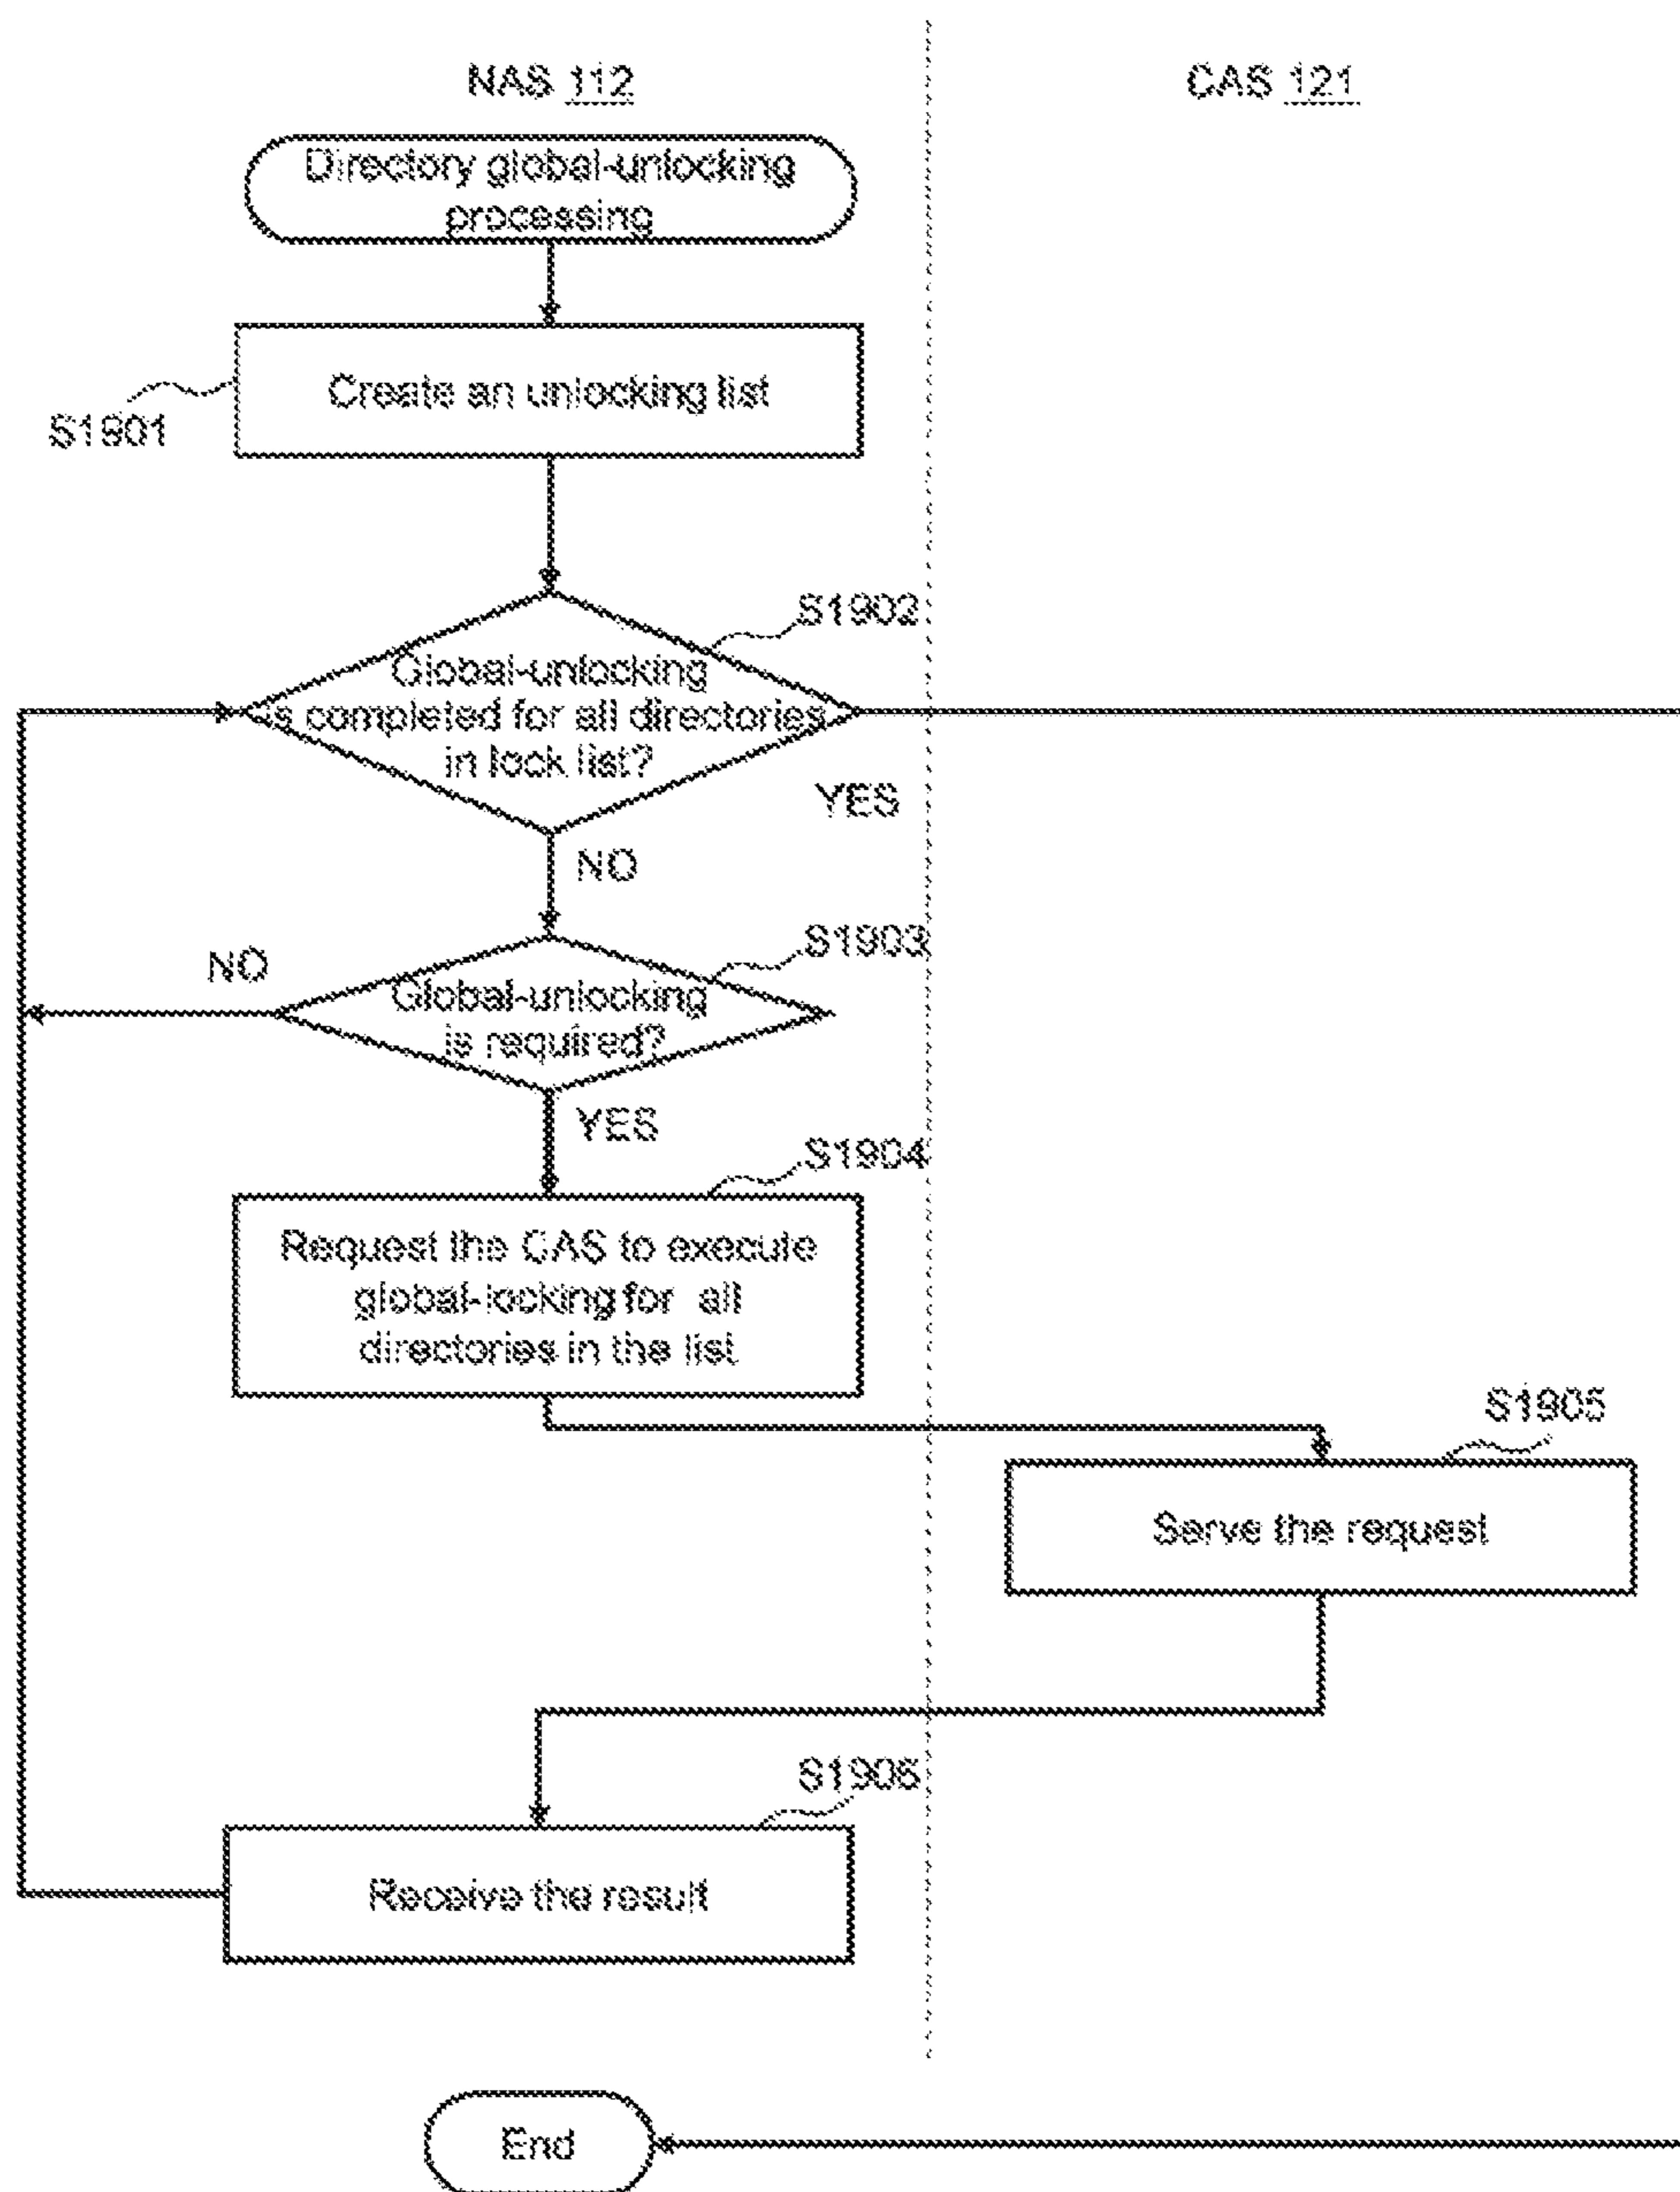 NAS 112
CAS 121
Directory global-unlocking
processing
Create an unlocking list
S1901
S1902
Global-unlocking
is completed for all directories
in lock list?
YES
NO
S1903
NO
Global-unlocking
is required?
YES
S1904
Request the CAS to execute
global-locking for all
directories in the list
S1905
Serve the request
S1906
Receive the result
End